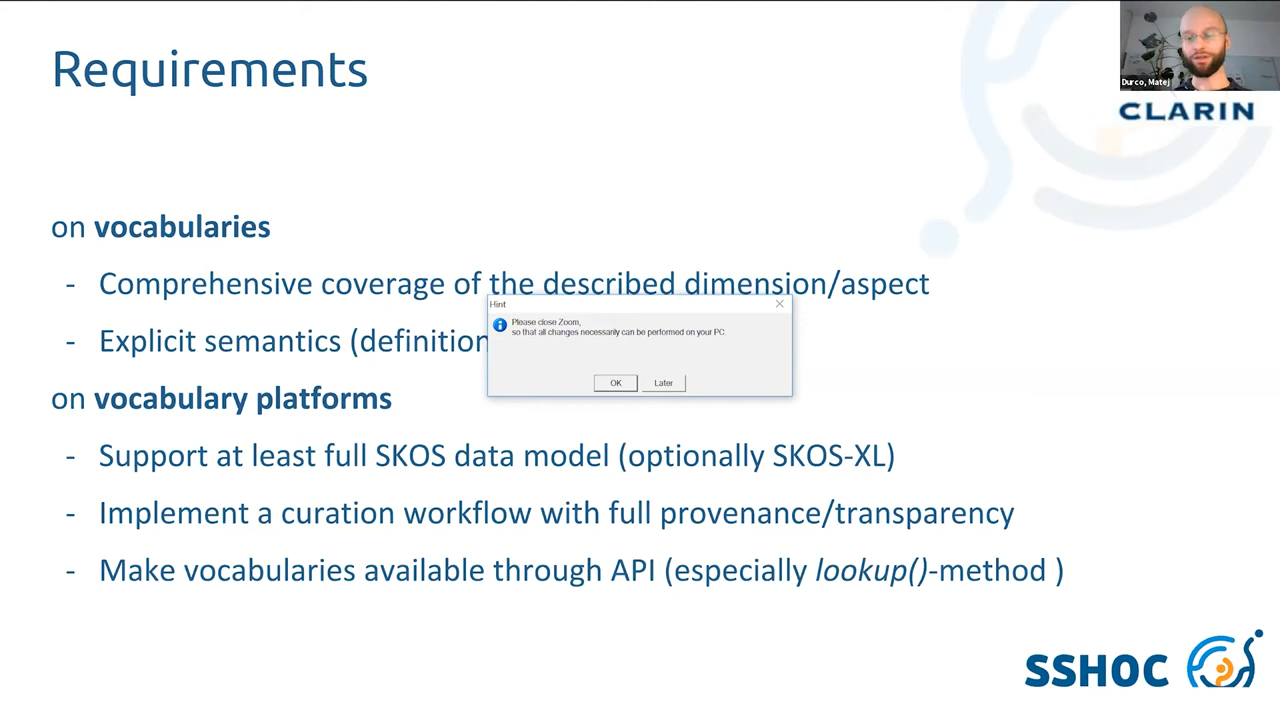 Requirements
Durco, Matej
CLARIN
on vocabularies
- Comprehensive coverage of the described dimension/aspect
- Explicit semantics (definition
Hint
Please close Zoom,
so that all changes necessarily can be performed on your PC.
OK Later
on vocabulary platforms
- Support at least full SKOS data model (optionally SKOS-XL)
- Implement a curation workflow with full provenance/transparency
- Make vocabularies available through API (especially lookup()-method )
SSHOC